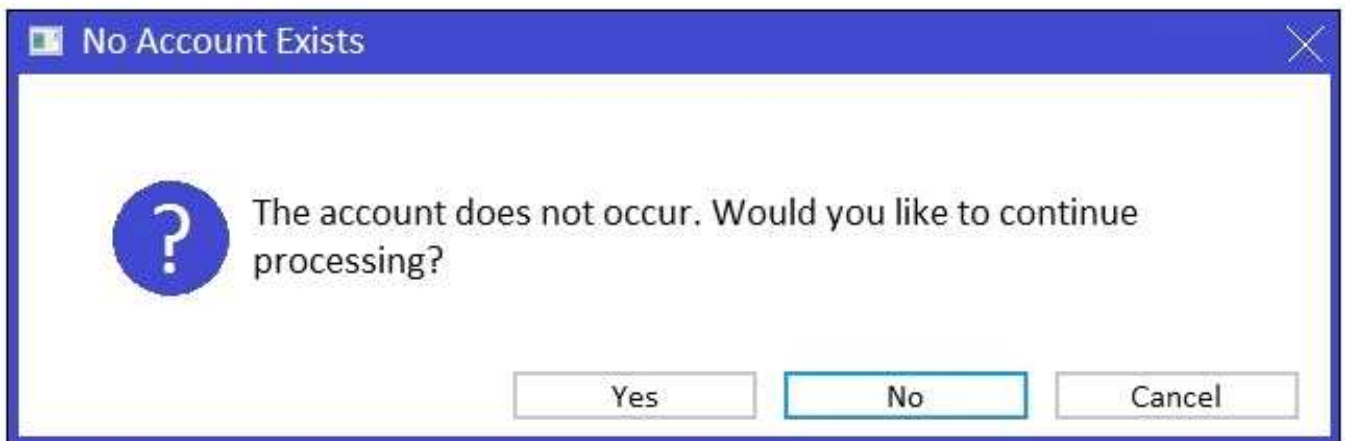 No Account Exists
?
The account does not occur. Would you like to continue
processing?
Yes No Cancel